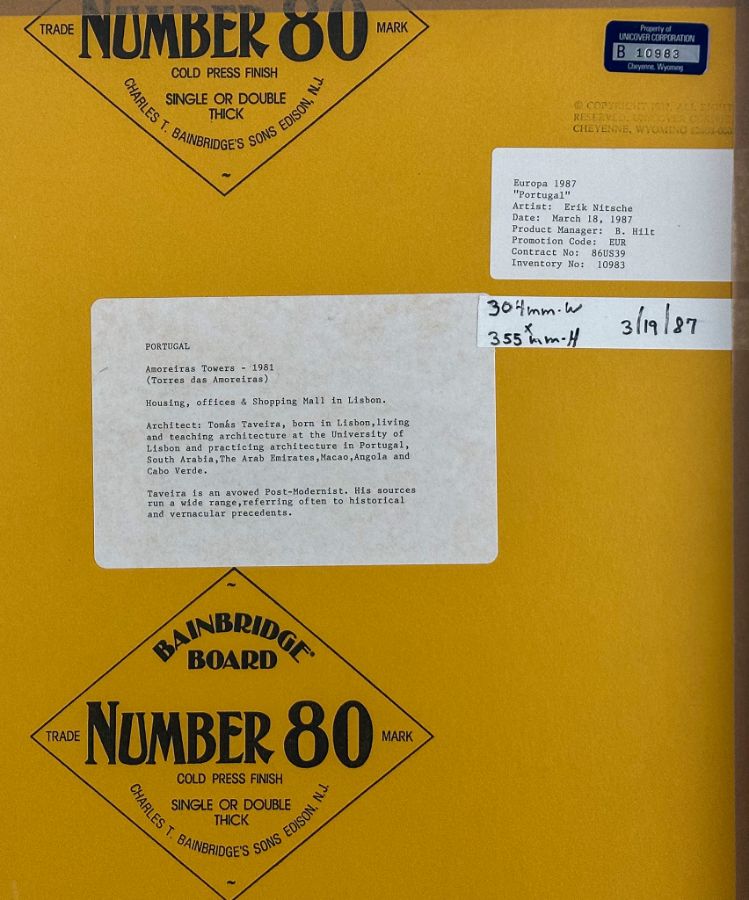 TRADE NUMBER 80 MARK
COLD PRESS FINISH
SINGLE OR DOUBLE
THICK
CHARLES T. BAINBRIDGE'S SONS EDISON, N.J.
Property of
UNICOVER CORPORATION
B 10983
Cheyenne, Wyoming
© COPYRIGHT ALL
RESERVED,
CHEYENNE, WYOMING
Europa 1987
"Portugal"
Artist: Erik Nitsche
Date: March 18, 1987
Product Manager: B. Hilt
Promotion Code: EUR
Contract No: 86US39
Inventory No: 10983
304mm-W
x
355mm-H
3/19/87
PORTUGAL
Amoreiras Towers - 1981
(Torres das Amoreiras)
Housing, offices & Shopping Mall in Lisbon.
Architect: Tomás Taveira, born in Lisbon,living
and teaching architecture at the University of
Lisbon and practicing architecture in Portugal,
South Arabia,The Arab Emirates,Macao,Angola and
Cabo Verde.
Taveira is an avowed Post-Modernist. His sources
run a wide range,referring often to historical
and vernacular precedents.
BAINBRIDGE®
BOARD
TRADE NUMBER 80 MARK
COLD PRESS FINISH
SINGLE OR DOUBLE
THICK
CHARLES T. BAINBRIDGE'S SONS EDISON, N.J.